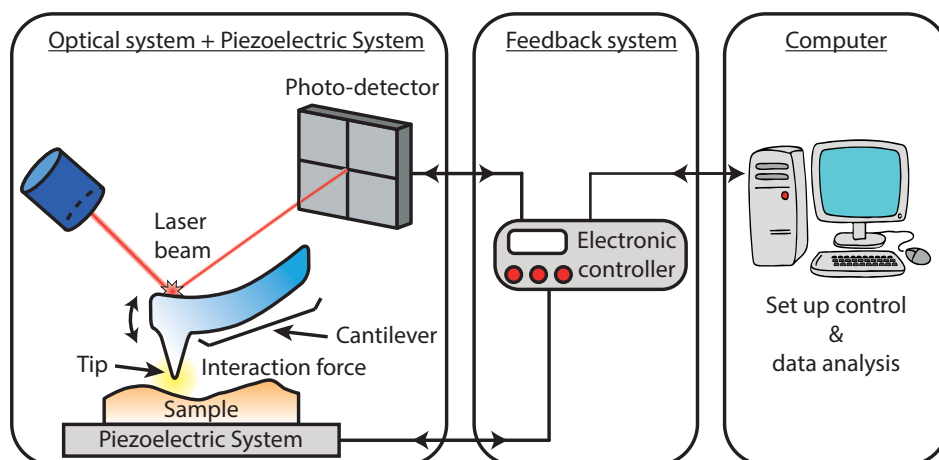 Optical system + Piezoelectric System
Photo-detector
Laser
beam
Cantilever
Tip
Interaction force
Sample
Piezoelectric System
Feedback system
Electronic
controller
Computer
Set up control
&
data analysis